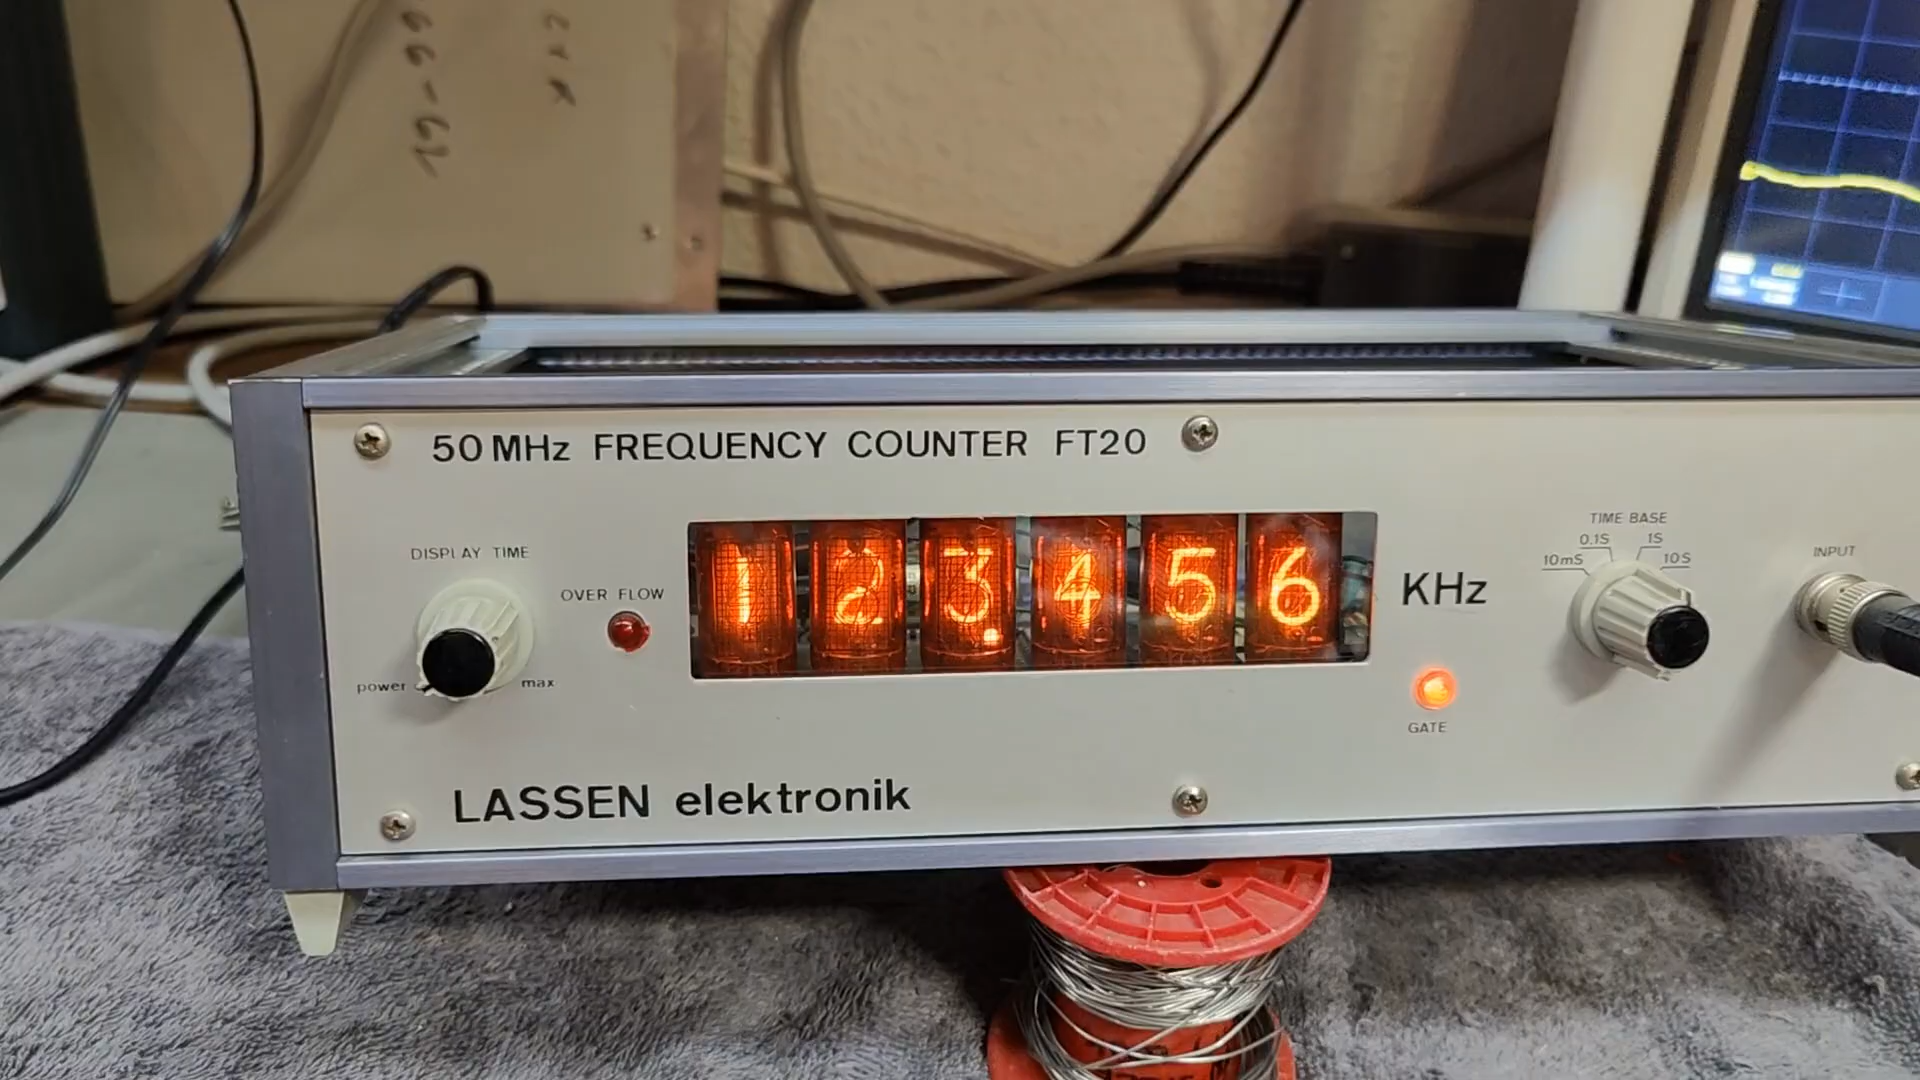 50 MHz FREQUENCY COUNTER FT20
DISPLAY TIME
power
max
OVER FLOW
123.456
KHz
GATE
TIME BASE
10mS 0.1S 1S 10S
INPUT
LASSEN elektronik